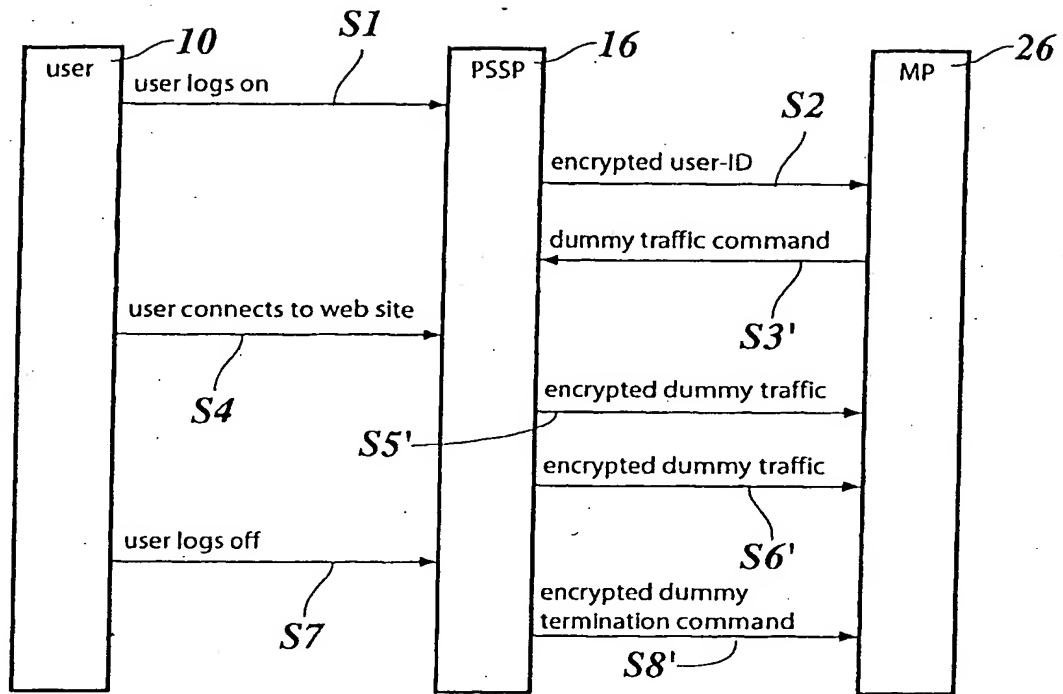 user
10
S1
PSSP
16
MP
26
user logs on
S2
encrypted user-ID
dummy traffic command
S3'
user connects to web site
S4
encrypted dummy traffic
S5'
encrypted dummy traffic
S6'
user logs off
S7
encrypted dummy
termination command
S8'